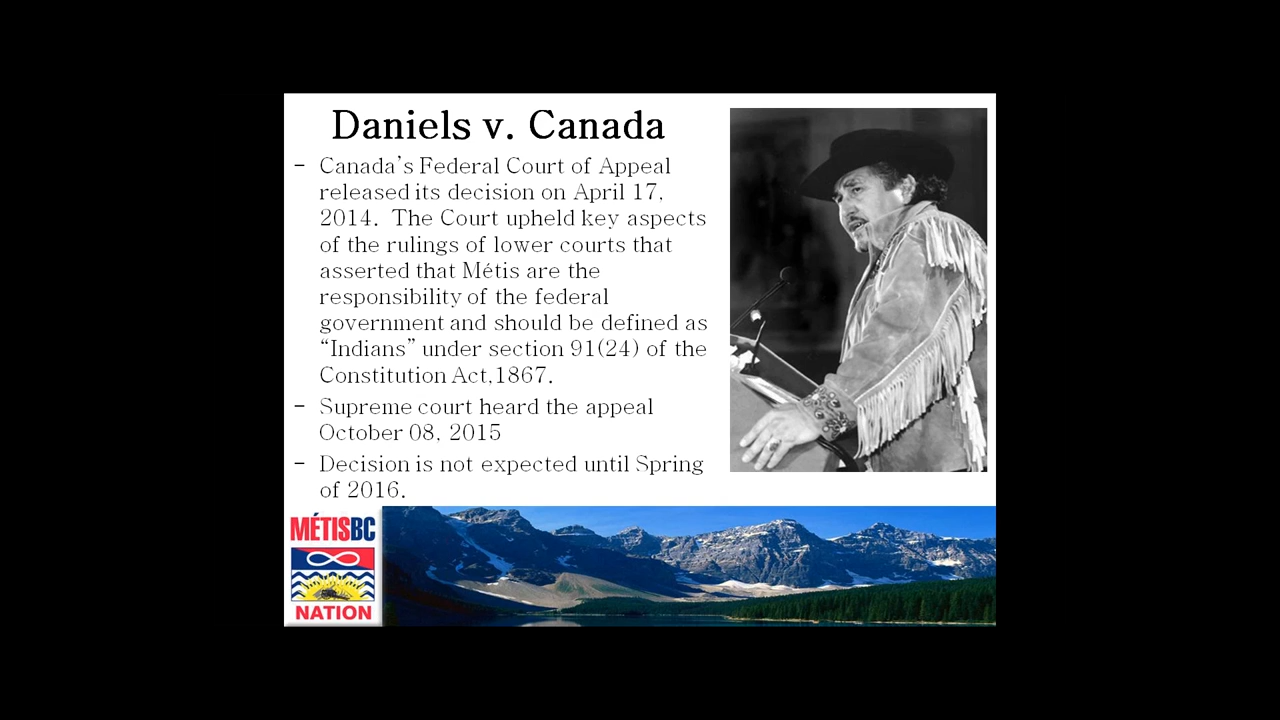 Daniels v. Canada
- Canada's Federal Court of Appeal
released its decision on April 17,
2014.  The Court upheld key aspects
of the rulings of lower courts that
asserted that Métis are the
responsibility of the federal
government and should be defined as
“Indians” under section 91(24) of the
Constitution Act,1867.
- Supreme court heard the appeal
October 08, 2015
- Decision is not expected until Spring
of 2016.
MÉTISBC
NATION